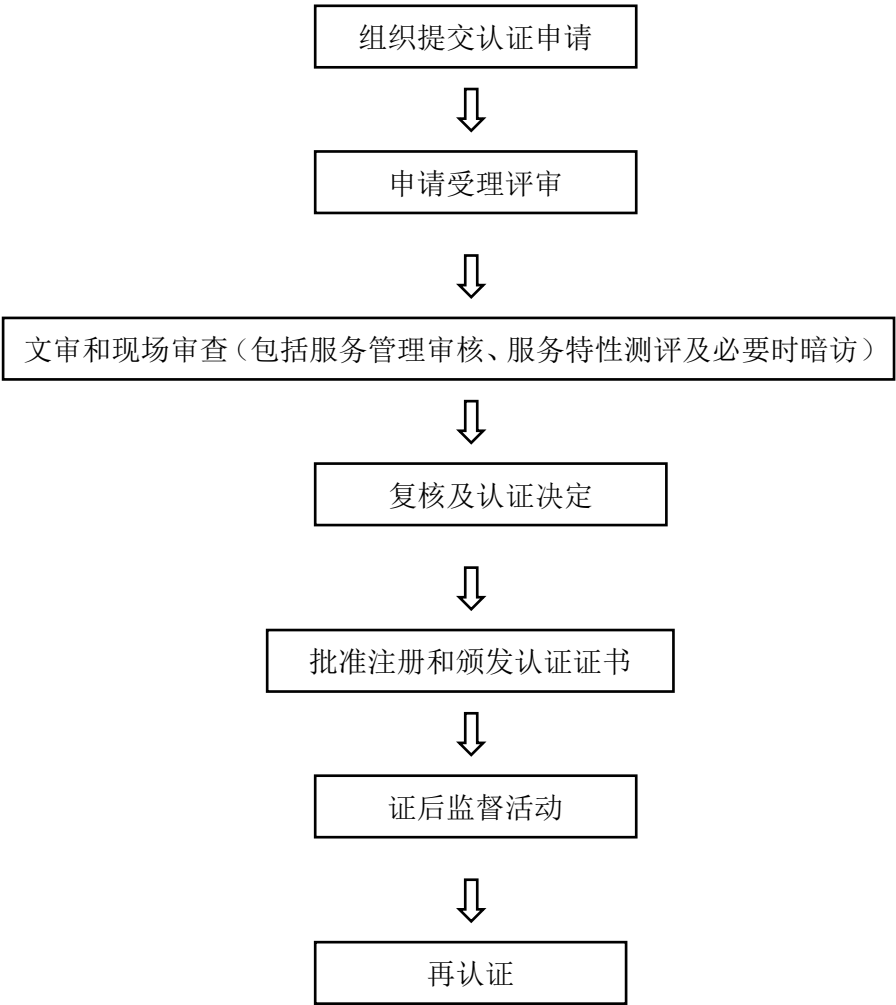 组织提交认证申请
申请受理评审
文审和现场审查（包括服务管理审核、服务特性测评及必要时暗访）
复核及认证决定
批准注册和颁发认证证书
证后监督活动
再认证